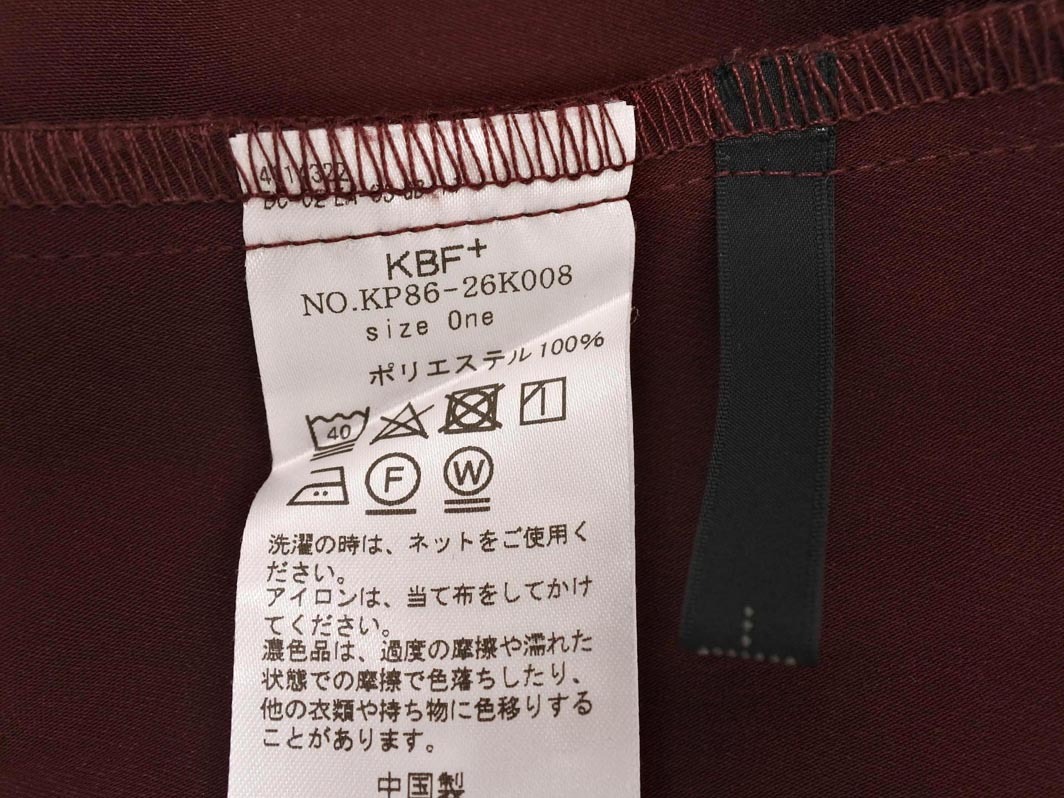 KBF+
NO.KP86-26K008
size One
ポリエステル100%
40
F
W
洗濯の時は、ネットをご使用く
ださい。
アイロンは、当て布をしてかけ
てください。
濃色品は、過度の摩擦や濡れた
状態での摩擦で色落ちしたり、
他の衣類や持ち物に色移りする
ことがあります。
中国製